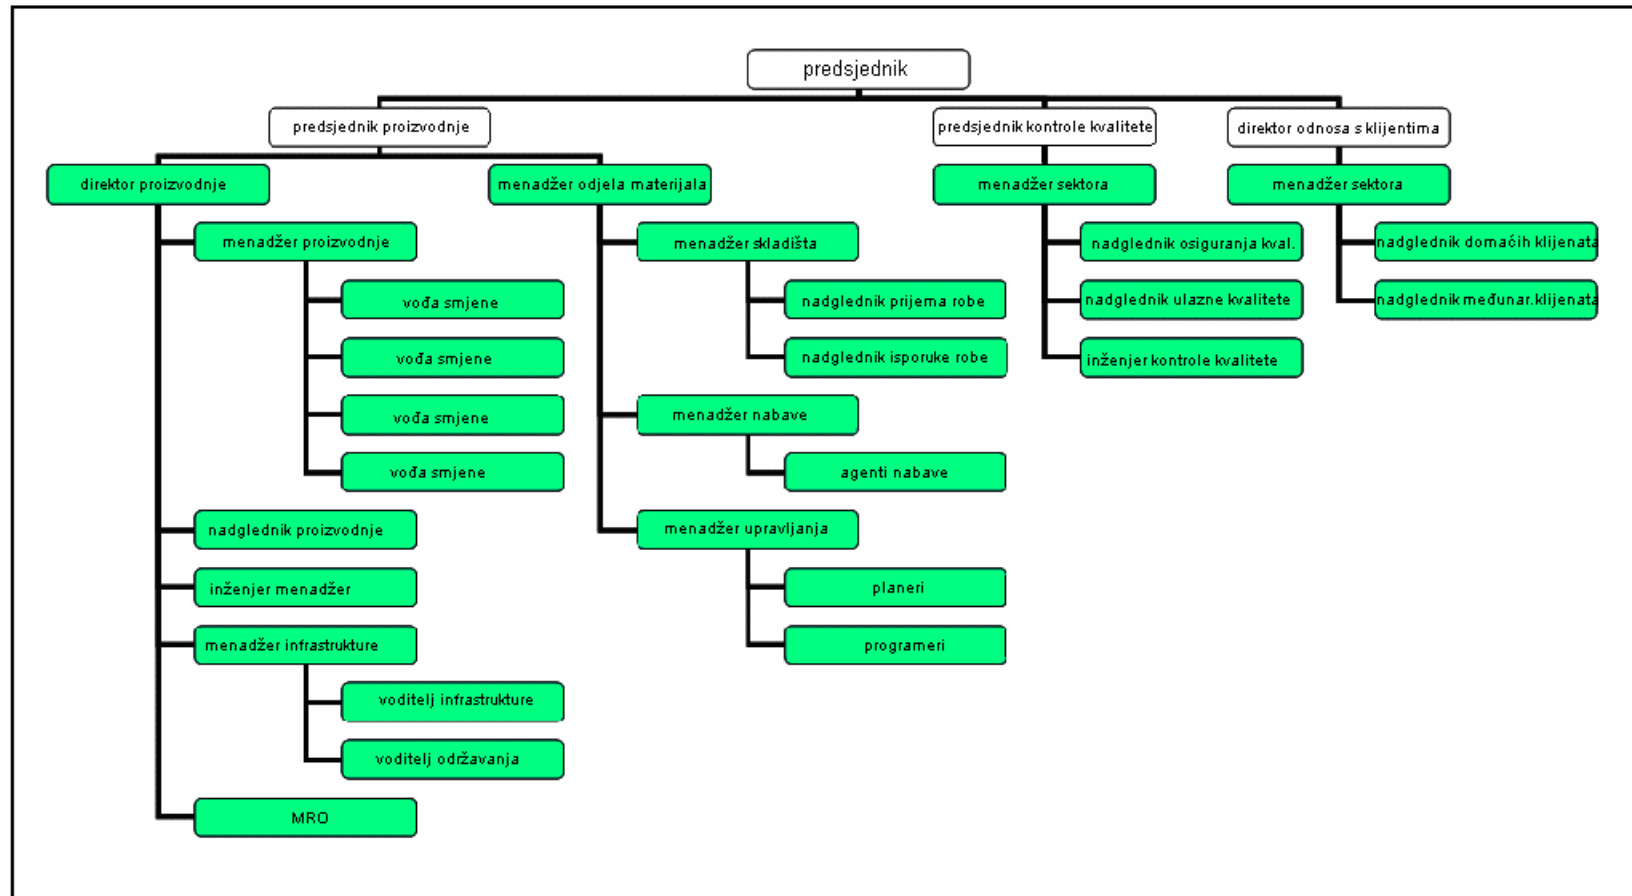 predsjednik
predsjednik proizvodnje
predsjednik kontrole kvalitete
direktor odnosa s klijentima
direktor proizvodnje
menadžer odjela materijala
menadžer sektora
menadžer sektora
menadžer proizvodnje
menadžer skladišta
nadglednik osiguranja kval.
nadglednik domaćih klijenata
vođa smjene
nadglednik prijema robe
nadglednik ulazne kvalitete
nadglednik međunar.klijenata
vođa smjene
nadglednik isporuke robe
inženjer kontrole kvalitete
vođa smjene
menadžer nabave
vođa smjene
agenti nabave
nadglednik proizvodnje
menadžer upravljanja
inženjer menadžer
planeri
menadžer infrastrukture
programeri
voditelj infrastrukture
voditelj održavanja
MRO